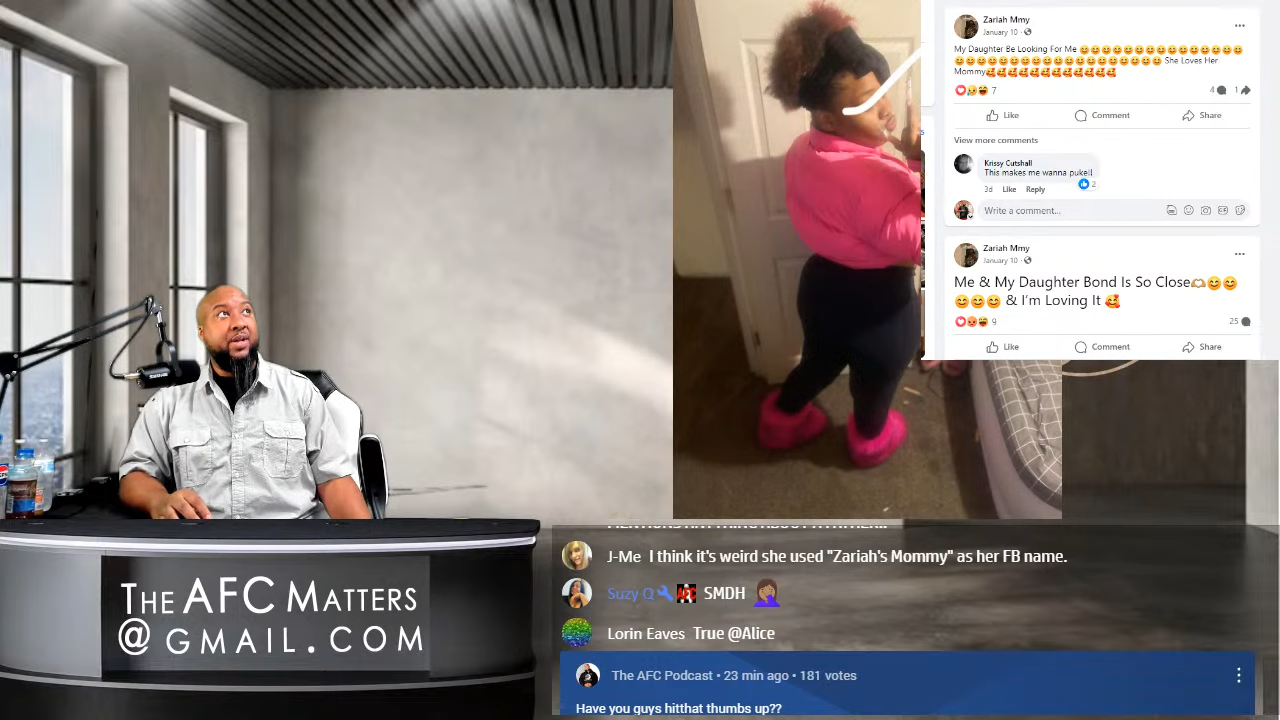 Zariah Mmy
January 10
My Daughter Be Looking For Me 😊😊😊😊😊😊😊😊😊😊😊😊😊😊😊
😊😊😊😊😊😊😊😊😊😊😊😊😊😊😊😊😊😊😊 She Loves Her
Mommy🥰🥰🥰🥰🥰🥰🥰🥰🥰🥰🥰🥰
7
4
1
Like Comment Share
View more comments
Krissy Cutshall
This makes me wanna puke!!
2
3d Like Reply
Write a comment...
Zariah Mmy
January 10
Me & My Daughter Bond Is So Close🫶😊😊
😊😊😊 & I'm Loving It 🥰
9
25
Like Comment Share
SHURE
J-Me I think it's weird she used "Zariah's Mommy" as her FB name.
Suzy Q🔧 AFC SMDH 🤦🏽‍♀️
Lorin Eaves True @Alice
The AFC Podcast • 23 min ago • 181 votes
Have you guys hitthat thumbs up??
THE AFC MATTERS
@ GMAIL.COM